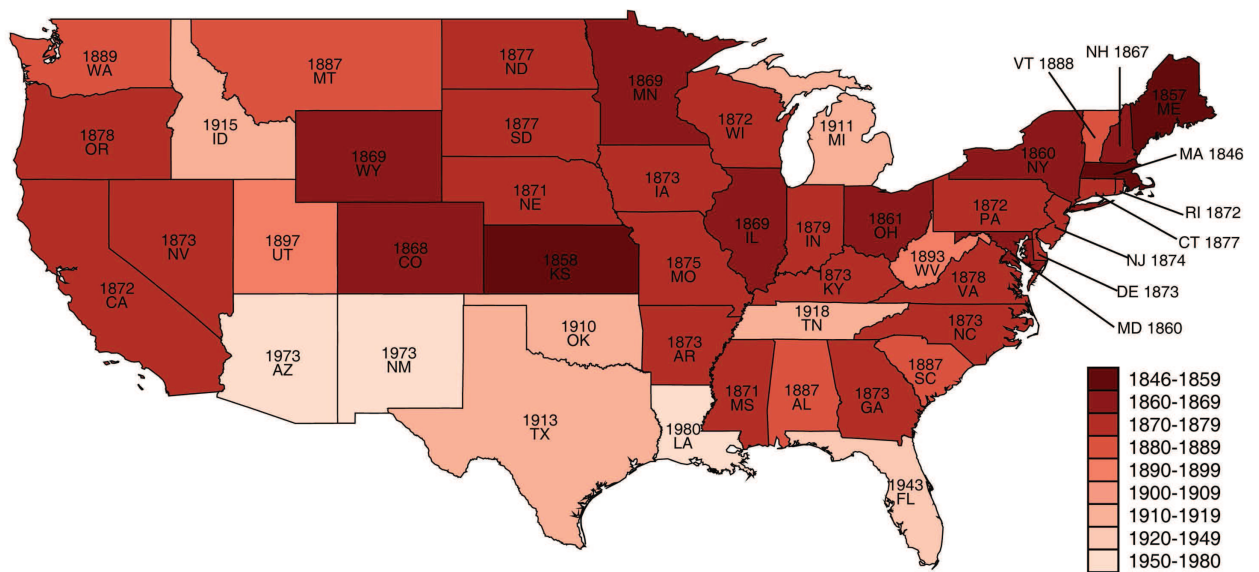 1889
WA
1887
MT
1877
ND
1869
MN
VT 1888
NH 1867
1857
ME
1878
OR
1915
ID
1869
WY
1877
SD
1872
WI
1911
MI
1860
NY
MA 1846
1873
NV
1897
UT
1868
CO
1871
NE
1873
IA
1869
IL
1879
IN
1861
OH
1872
PA
RI 1872
CT 1877
NJ 1874
1872
CA
1858
KS
1875
MO
1873
KY
1893
WV
1878
VA
DE 1873
MD 1860
1973
AZ
1973
NM
1910
OK
1873
AR
1918
TN
1873
NC
1913
TX
1980
LA
1871
MS
1887
AL
1873
GA
1887
SC
1943
FL
1846-1859
1860-1869
1870-1879
1880-1889
1890-1899
1900-1909
1910-1919
1920-1949
1950-1980